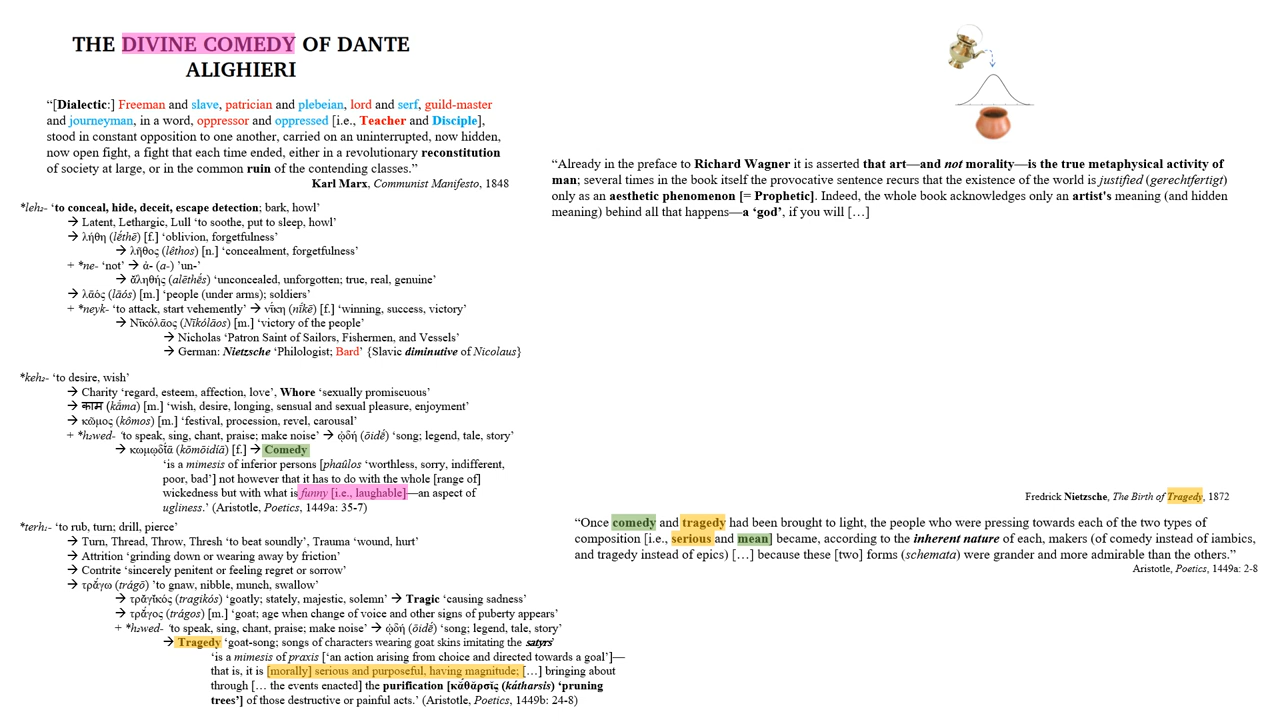 THE DIVINE COMEDY OF DANTE
ALIGHIERI
“[Dialectic:] Freeman and slave, patrician and plebeian, lord and serf, guild-master
and journeyman, in a word, oppressor and oppressed [i.e., Teacher and Disciple],
stood in constant opposition to one another, carried on an uninterrupted, now hidden,
now open fight, a fight that each time ended, either in a revolutionary reconstitution
of society at large, or in the common ruin of the contending classes.”
Karl Marx, Communist Manifesto, 1848
*leh₂- ‘to conceal, hide, deceit, escape detection; bark, howl’
→ Latent, Lethargic, Lull ‘to soothe, put to sleep, howl’
→ λήθη (lḗthē) [f.] ‘oblivion, forgetfulness’
→ λῆθος (lêthos) [n.] ‘concealment, forgetfulness’
+ *ne- ‘not’ → ἀ- (a-) ’un-’
→ ἄληθής (alēthḗs) ‘unconcealed, unforgotten; true, real, genuine’
→ λᾱός (lāós) [m.] ‘people (under arms); soldiers’
+ *neyk- ‘to attack, start vehemently’ → νί̄κη (nī́kē) [f.] ‘winning, success, victory’
→ Νῑκόλᾱος (Nīkólāos) [m.] ‘victory of the people’
→ Nicholas ‘Patron Saint of Sailors, Fishermen, and Vessels’
→ German: Nietzsche ‘Philologist; Bard’ {Slavic diminutive of Nicolaus}
*keh₂- ‘to desire, wish’
→ Charity ‘regard, esteem, affection, love’, Whore ‘sexually promiscuous’
→ काम (kā́ma) [m.] ‘wish, desire, longing, sensual and sexual pleasure, enjoyment’
→ κῶμος (kômos) [m.] ‘festival, procession, revel, carousal’
+ *h₂wed- ‘to speak, sing, chant, praise; make noise’ → ᾠδή (ōidḗ) ‘song; legend, tale, story’
→ κωμῳδῐ́ᾱ (kōmōidíā) [f.] → Comedy
‘is a mimesis of inferior persons [phaûlos ‘worthless, sorry, indifferent,
poor, bad’] not however that it has to do with the whole [range of]
wickedness but with what is funny [i.e., laughable]—an aspect of
ugliness.’ (Aristotle, Poetics, 1449a: 35-7)
*terh₁- ‘to rub, turn; drill, pierce’
→ Turn, Thread, Throw, Thresh ‘to beat soundly’, Trauma ‘wound, hurt’
→ Attrition ‘grinding down or wearing away by friction’
→ Contrite ‘sincerely penitent or feeling regret or sorrow’
→ τρᾰ́γω (trágō) ’to gnaw, nibble, munch, swallow’
→ τρᾰγῐκός (tragikós) ‘goatly; stately, majestic, solemn’ → Tragic ‘causing sadness’
→ τρᾰ́γος (trágos) [m.] ‘goat; age when change of voice and other signs of puberty appears’
+ *h₂wed- ‘to speak, sing, chant, praise; make noise’ → ᾠδή (ōidḗ) ‘song; legend, tale, story’
→ Tragedy ‘goat-song; songs of characters wearing goat skins imitating the satyrs’
‘is a mimesis of praxis [‘an action arising from choice and directed towards a goal’]—
that is, it is [morally] serious and purposeful, having magnitude; […] bringing about
through [… the events enacted] the purification [κᾰ́θᾰρσῐς (kátharsis) ‘pruning
trees’] of those destructive or painful acts.’ (Aristotle, Poetics, 1449b: 24-8)
“Already in the preface to Richard Wagner it is asserted that art—and not morality—is the true metaphysical activity of
man; several times in the book itself the provocative sentence recurs that the existence of the world is justified (gerechtfertigt)
only as an aesthetic phenomenon [= Prophetic]. Indeed, the whole book acknowledges only an artist's meaning (and hidden
meaning) behind all that happens—a ‘god’, if you will […]
Fredrick Nietzsche, The Birth of Tragedy, 1872
“Once comedy and tragedy had been brought to light, the people who were pressing towards each of the two types of
composition [i.e., serious and mean] became, according to the inherent nature of each, makers (of comedy instead of iambics,
and tragedy instead of epics) […] because these [two] forms (schemata) were grander and more admirable than the others.”
Aristotle, Poetics, 1449a: 2-8